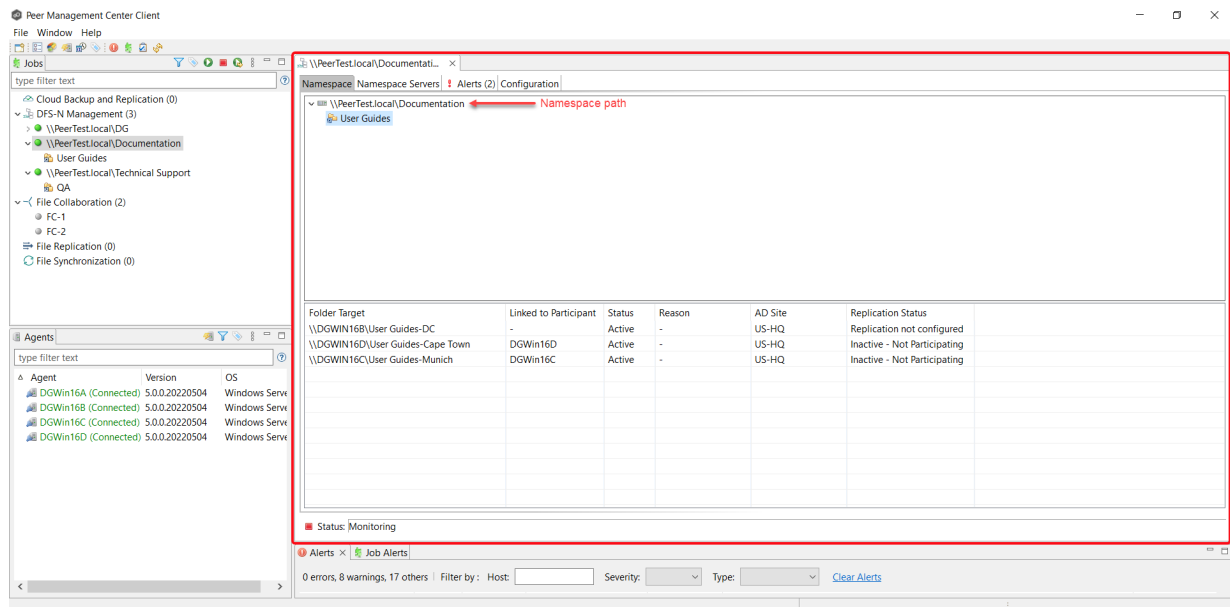 Peer Management Center Client
File Window Help
Jobs
type filter text
Cloud Backup and Replication (0)
DFS-N Management (3)
\\PeerTest.local\DG
\\PeerTest.local\Documentation
User Guides
\\PeerTest.local\Technical Support
QA
File Collaboration (2)
FC-1
FC-2
File Replication (0)
File Synchronization (0)
Agents
type filter text
Agent Version OS
DGWin16A (Connected) 5.0.0.20220504 Windows Serve
DGWin16B (Connected) 5.0.0.20220504 Windows Serve
DGWin16C (Connected) 5.0.0.20220504 Windows Serve
DGWin16D (Connected) 5.0.0.20220504 Windows Serve
\\PeerTest.local\Documentati...
Namespace Namespace Servers Alerts (2) Configuration
\\PeerTest.local\Documentation Namespace path
User Guides
Folder Target Linked to Participant Status Reason AD Site Replication Status
\\DGWIN16B\User Guides-DC - Active - US-HQ Replication not configured
\\DGWIN16D\User Guides-Cape Town DGWin16D Active - US-HQ Inactive - Not Participating
\\DGWIN16C\User Guides-Munich DGWin16C Active - US-HQ Inactive - Not Participating
Status: Monitoring
Alerts Job Alerts
0 errors, 8 warnings, 17 others Filter by : Host: Severity: Type: Clear Alerts